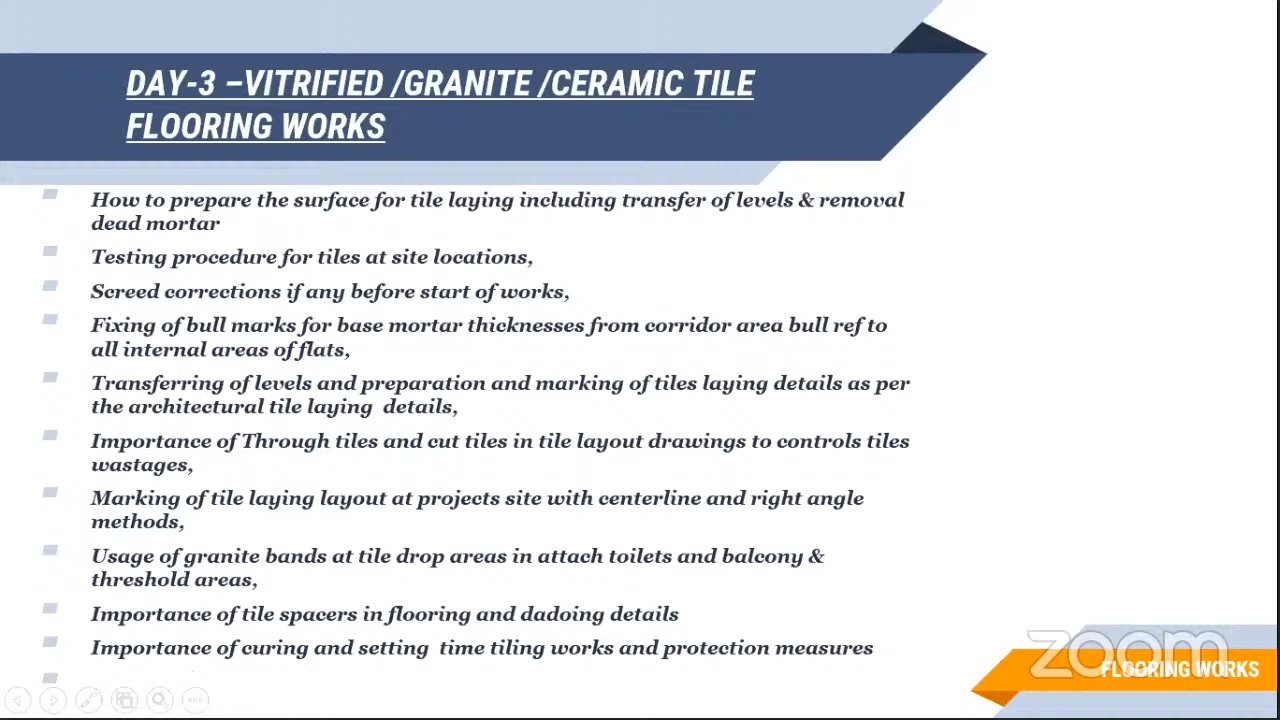 DAY-3 –VITRIFIED /GRANITE /CERAMIC TILE
FLOORING WORKS
How to prepare the surface for tile laying including transfer of levels & removal
dead mortar
Testing procedure for tiles at site locations,
Screed corrections if any before start of works,
Fixing of bull marks for base mortar thicknesses from corridor area bull ref to
all internal areas of flats,
Transferring of levels and preparation and marking of tiles laying details as per
the architectural tile laying details,
Importance of Through tiles and cut tiles in tile layout drawings to controls tiles
wastages,
Marking of tile laying layout at projects site with centerline and right angle
methods,
Usage of granite bands at tile drop areas in attach toilets and balcony &
threshold areas,
Importance of tile spacers in flooring and dadoing details
Importance of curing and setting time tiling works and protection measures
zoom
FLOORING WORKS